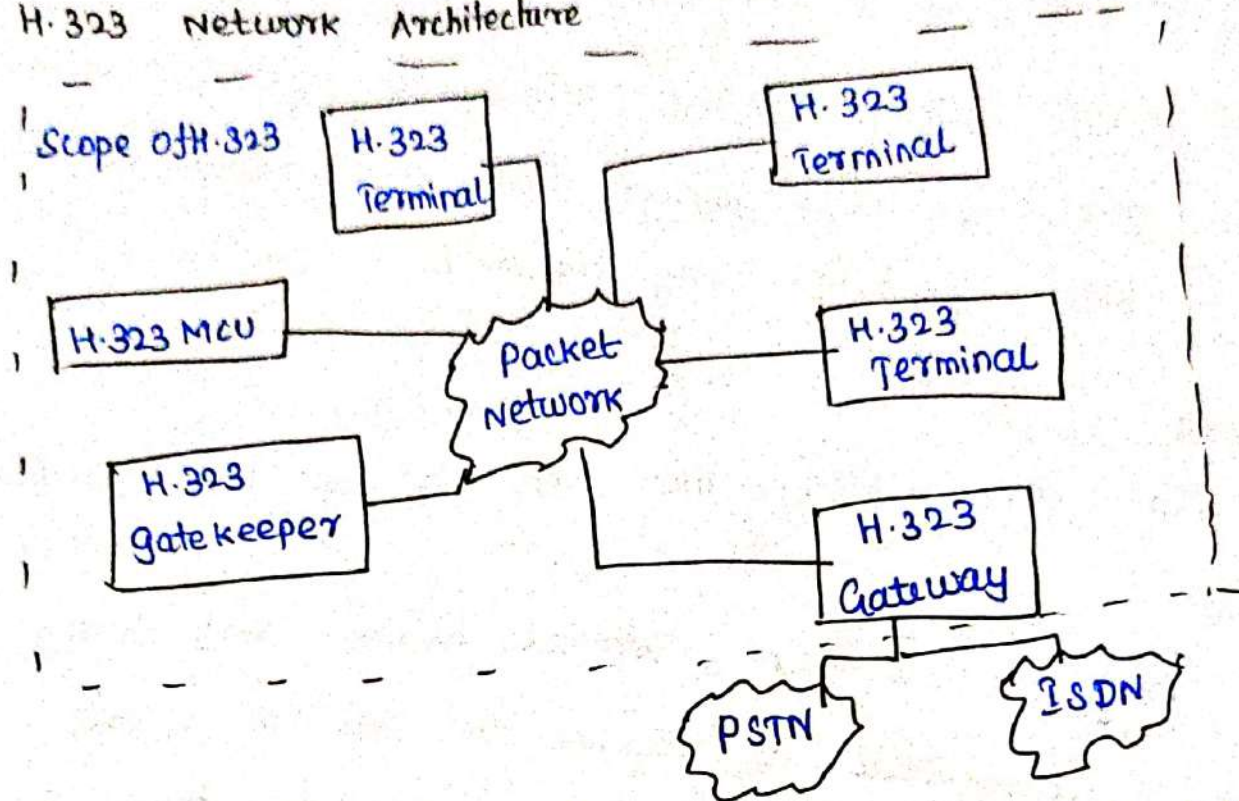 H.323 Network Architecture
Scope Of H.323
H.323
Terminal
H.323
Terminal
H.323 MCU
Packet
Network
H.323
Terminal
H.323
gatekeeper
H.323
Gateway
PSTN
ISDN